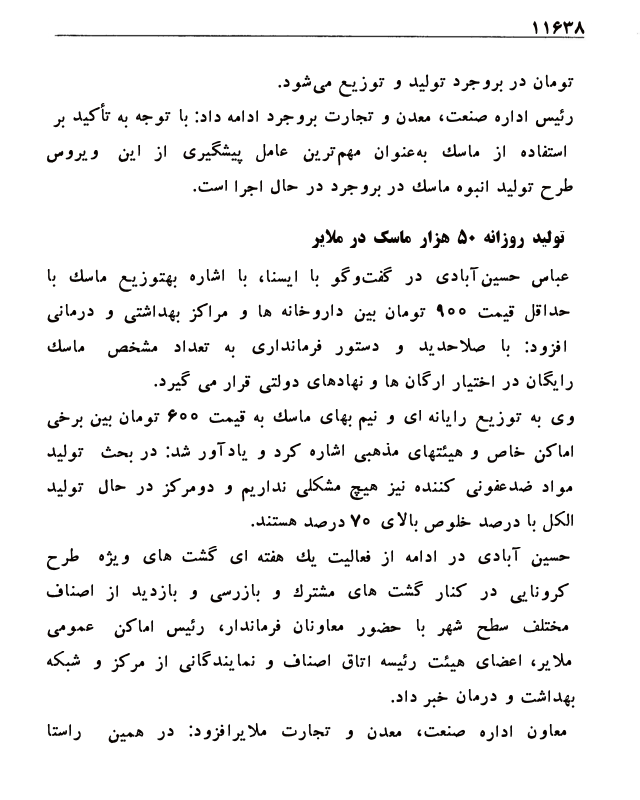 ۱۱۶۳۸
تومان در بروجرد تولید و توزیع می‌شود.
رئیس اداره صنعت، معدن و تجارت بروجرد ادامه داد: با توجه به تأکید بر
استفاده از ماسك به‌عنوان مهم‌ترین عامل پیشگیری از این ویروس
طرح تولید انبوه ماسك در بروجرد در حال اجرا است.
تولید روزانه ۵۰ هزار ماسک در ملایر
عباس حسین‌آبادی در گفت‌وگو با ایسنا، با اشاره بهتوزیع ماسك با
حداقل قیمت ۹۰۰ تومان بین داروخانه ها و مراکز بهداشتی و درمانی
افزود: با صلاحدید و دستور فرمانداری به تعداد مشخص ماسك
رایگان در اختیار ارگان ها و نهادهای دولتی قرار می گیرد.
وی به توزیع رایانه ای و نیم بهای ماسك به قیمت ۶۰۰ تومان بین برخی
اماکن خاص و هیئتهای مذهبی اشاره کرد و یادآور شد: در بحث تولید
مواد ضدعفونی کننده نیز هیچ مشکلی نداریم و دومرکز در حال تولید
الکل با درصد خلوص بالای ۷۰ درصد هستند.
حسین آبادی در ادامه از فعالیت یك هفته ای گشت های ویژه طرح
کرونایی در کنار گشت های مشترك و بازرسی و بازدید از اصناف
مختلف سطح شهر با حضور معاونان فرماندار، رئیس اماکن عمومی
ملایر، اعضای هیئت رئیسه اتاق اصناف و نمایندگانی از مرکز و شبکه
بهداشت و درمان خبر داد.
معاون اداره صنعت، معدن و تجارت ملایرافزود: در همین راستا